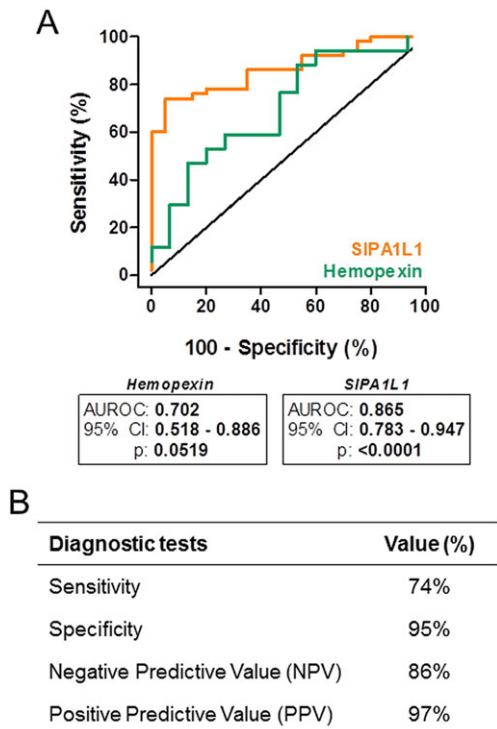 A
Sensitivity (%)
100
80
60
40
20
0
SIPA1L1
Hemopexin
0 20 40 60 80 100
100 - Specificity (%)
Hemopexin
AUROC: 0.702
95% CI: 0.518 - 0.886
p: 0.0519
SIPA1L1
AUROC: 0.865
95% CI: 0.783 - 0.947
p: <0.0001
B
Diagnostic tests Value (%)
Sensitivity 74%
Specificity 95%
Negative Predictive Value (NPV) 86%
Positive Predictive Value (PPV) 97%